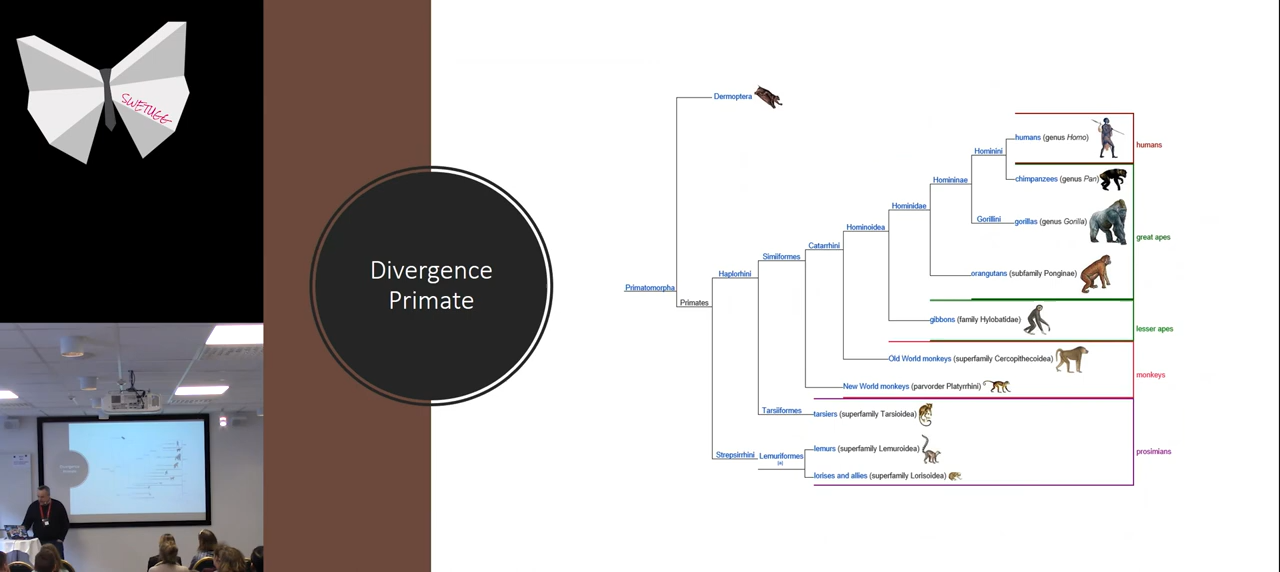 SWETUGG
Divergence
Primate
Dermoptera
humans (genus Homo)
humans
Hominini
chimpanzees (genus Pan)
Homininae
Hominidae
Gorillini
gorillas (genus Gorilla)
great apes
Hominoidea
Catarrhini
Simiiformes
Haplorhini
orangutans (subfamily Ponginae)
Primatomorpha
Primates
gibbons (family Hylobatidae)
lesser apes
Old World monkeys (superfamily Cercopithecoidea)
monkeys
New World monkeys (parvorder Platyrrhini)
Tarsiiformes
tarsiers (superfamily Tarsioidea)
lemurs (superfamily Lemuroidea)
prosimians
Strepsirrhini
Lemuriformes
[a]
lorises and allies (superfamily Lorisoidea)